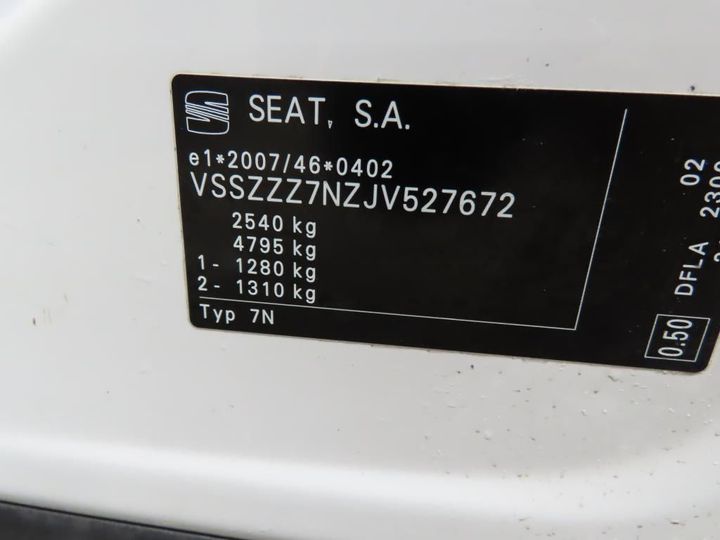 SEAT, S.A.
e1*2007/46*0402
VSSZZZ7NZJV527672
2540 kg
4795 kg
1- 1280 kg
2- 1310 kg
Typ 7N
02
DFLA 2300
0.50